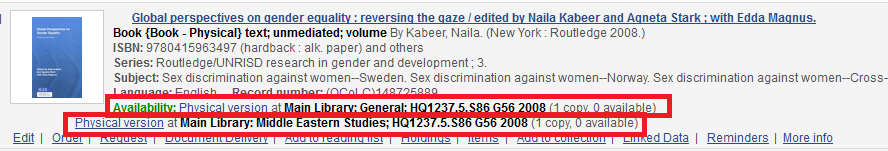 Global perspectives on gender equality : reversing the gaze / edited by Naila Kabeer and Agneta Stark ; with Edda Magnus.
Book {Book - Physical} text; unmediated; volume By Kabeer, Naila. (New York : Routledge 2008.)
ISBN: 9780415963497 (hardback : alk. paper) and others
Series: Routledge/UNRISD research in gender and development ; 3.
Subject: Sex discrimination against women--Sweden. Sex discrimination against women--Norway. Sex discrimination against women--Cross-
Language: English Record number: (OCoLC)148725889
Availability: Physical version at Main Library: General; HQ1237.5.S86 G56 2008 (1 copy, 0 available)
Physical version at Main Library: Middle Eastern Studies; HQ1237.5.S86 G56 2008 (1 copy, 0 available)
Edit | Order | Request | Document Delivery | Add to reading list | Holdings | Items | Add to collection | Linked Data | Reminders | More info